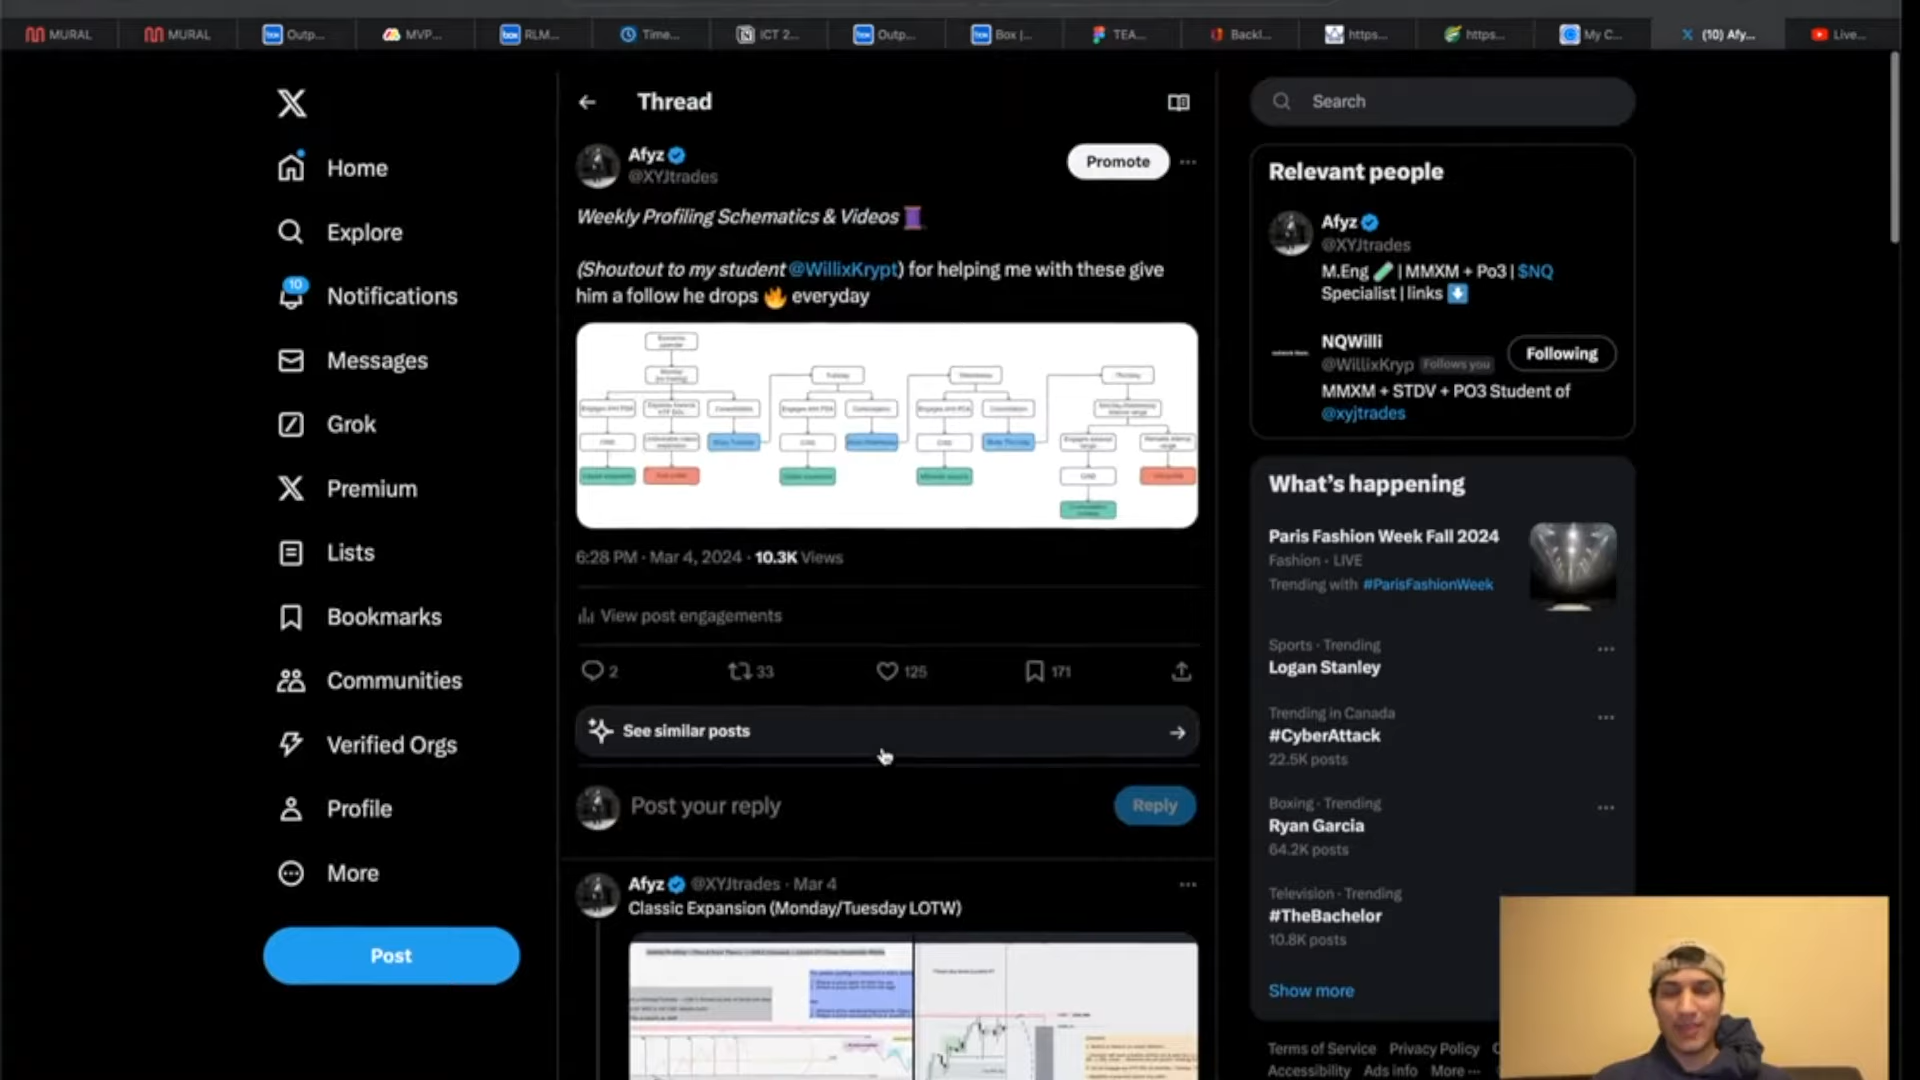 MURAL
MURAL
Outp...
MVP...
RLM...
Time...
ICT 2...
Outp...
Box |...
TEA...
Backl...
https...
https...
My C...
(10) Afy...
Live...
Home
Explore
10
Notifications
Messages
Grok
Premium
Lists
Bookmarks
Communities
Verified Orgs
Profile
More
Post
Thread
Afyz
@XYJtrades
Promote
Weekly Profiling Schematics & Videos
(Shoutout to my student @WillixKrypt) for helping me with these give
him a follow he drops 🔥 everyday
Tuesday
Thursday
6:28 PM · Mar 4, 2024 · 10.3K Views
View post engagements
2
33
125
171
See similar posts
Post your reply
Reply
Afyz @XYJtrades · Mar 4
Classic Expansion (Monday/Tuesday LOTW)
Search
Relevant people
Afyz
@XYJtrades
M.Eng | MMXM + Po3 | $NQ
Specialist | links ⬇️
NQWilli
@WillixKryp Follows you
Following
MMXM + STDV + PO3 Student of
@xyjtrades
What's happening
Paris Fashion Week Fall 2024
Fashion · LIVE
Trending with #ParisFashionWeek
Sports · Trending
Logan Stanley
Trending in Canada
#CyberAttack
22.5K posts
Boxing · Trending
Ryan Garcia
64.2K posts
Television · Trending
#TheBachelor
10.8K posts
Show more
Terms of Service Privacy Policy
Accessibility Ads info More ...